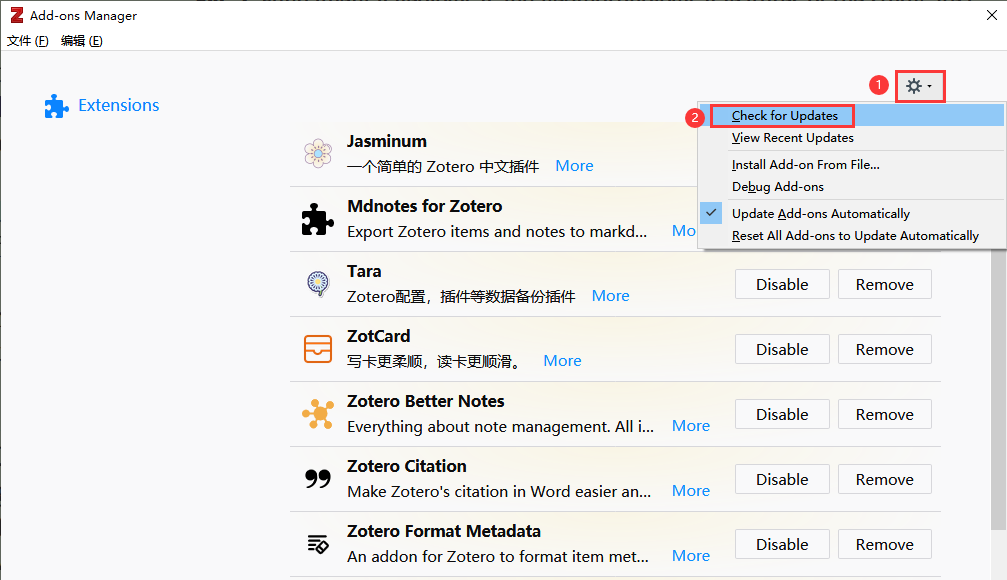 Add-ons Manager
文件 (F) 编辑 (E)
Extensions
1
2
Check for Updates
View Recent Updates
Install Add-on From File...
Debug Add-ons
Update Add-ons Automatically
Reset All Add-ons to Update Automatically
Jasminum
一个简单的 Zotero 中文插件 More
Mdnotes for Zotero
Export Zotero items and notes to markd... Mo
Tara
Zotero配置，插件等数据备份插件 More
Disable Remove
ZotCard
写卡更柔顺，读卡更顺滑。 More
Disable Remove
Zotero Better Notes
Everything about note management. All i... More
Disable Remove
Zotero Citation
Make Zotero's citation in Word easier an... More
Disable Remove
Zotero Format Metadata
An addon for Zotero to format item met... More
Disable Remove